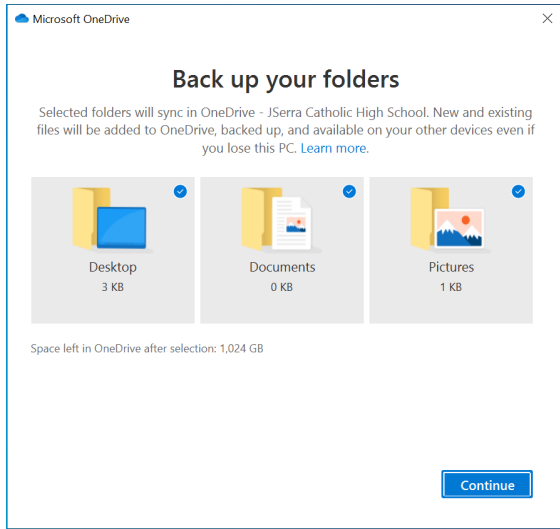 Microsoft OneDrive
Back up your folders
Selected folders will sync in OneDrive - JSerra Catholic High School. New and existing
files will be added to OneDrive, backed up, and available on your other devices even if
you lose this PC. Learn more.
Desktop
3 KB
Documents
0 KB
Pictures
1 KB
Space left in OneDrive after selection: 1,024 GB
Continue